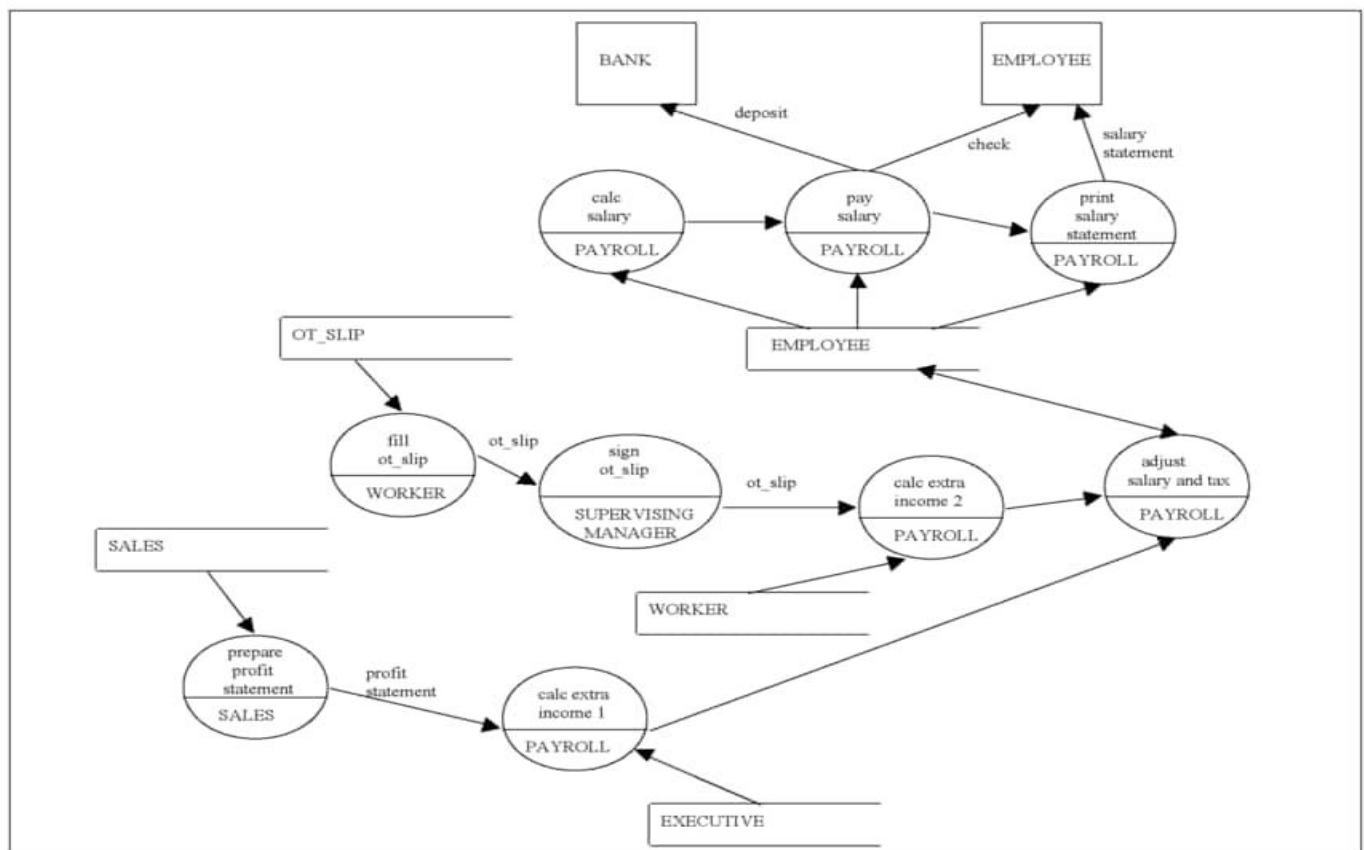 BANK
EMPLOYEE
deposit
check
salary
statement
calc
salary
PAYROLL
pay
salary
PAYROLL
print
salary
statement
PAYROLL
OT_SLIP
EMPLOYEE
fill
ot_slip
WORKER
ot_slip
sign
ot_slip
SUPERVISING
MANAGER
ot_slip
calc extra
income 2
PAYROLL
adjust
salary and tax
PAYROLL
SALES
WORKER
prepare
profit
statement
SALES
profit
statement
calc extra
income 1
PAYROLL
EXECUTIVE